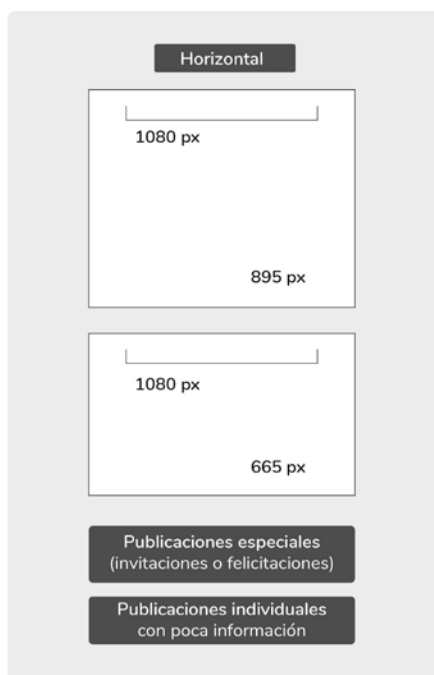 Horizontal
1080 px
895 px
1080 px
665 px
Publicaciones especiales
(invitaciones o felicitaciones)
Publicaciones individuales
con poca información